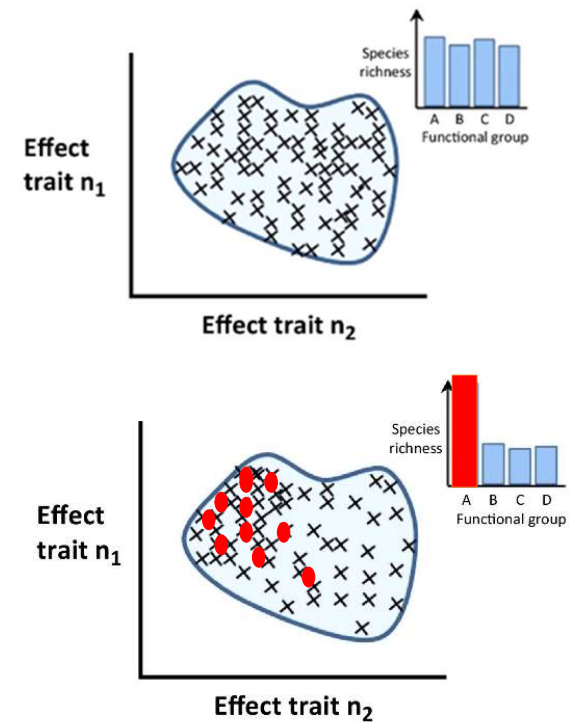 Species
richness
A B C D
Functional group
Effect
trait n1
Effect trait n2
Species
richness
A B C D
Functional group
Effect
trait n1
Effect trait n2